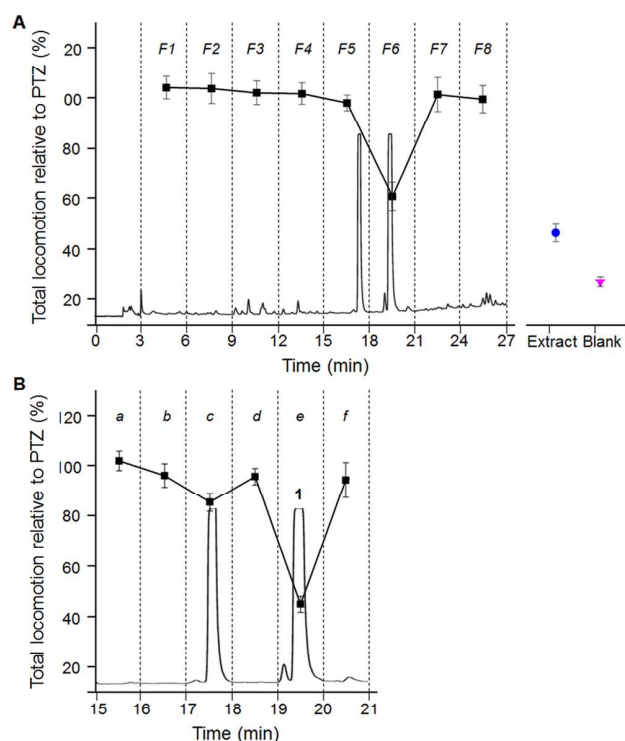 A
Total locomotion relative to PTZ (%)
F1 F2 F3 F4 F5 F6 F7 F8
20
00
80
60
40
20
0 3 6 9 12 15 18 21 24 27
Extract Blank
Time (min)
B
Total locomotion relative to PTZ (%)
a b c d e f
120
100
80
60
40
20
1
15 16 17 18 19 20 21
Time (min)